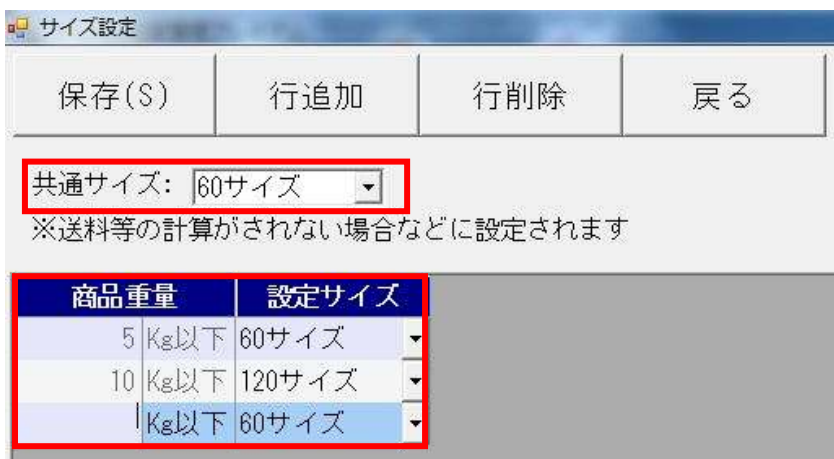 サイズ設定
保存(S) 行追加 行削除 戻る
共通サイズ: 60サイズ
※送料等の計算がされない場合などに設定されます
商品重量 設定サイズ
5 Kg以下 60サイズ
10 Kg以下 120サイズ
Kg以下 60サイズ